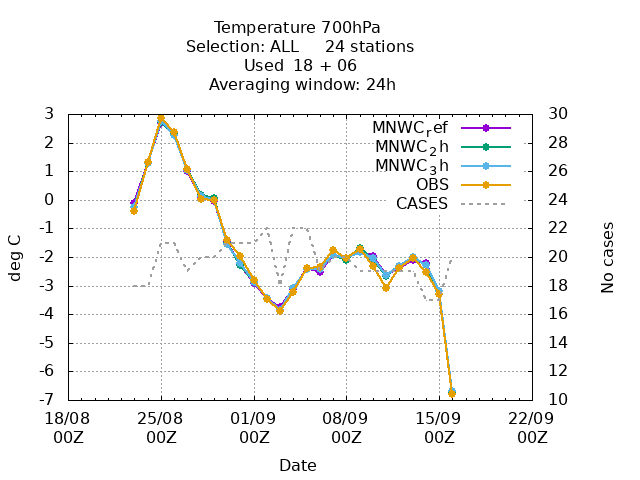 Temperature 700hPa
Selection: ALL     24 stations
Used  18 + 06
Averaging window: 24h
MNWC_ref
MNWC_2h
MNWC_3h
OBS
CASES
3
2
1
0
-1
-2
-3
-4
-5
-6
-7
deg C
30
28
26
24
22
20
18
16
14
12
10
No cases
18/08 25/08 01/09 08/09 15/09 22/09
00Z 00Z 00Z 00Z 00Z 00Z
Date